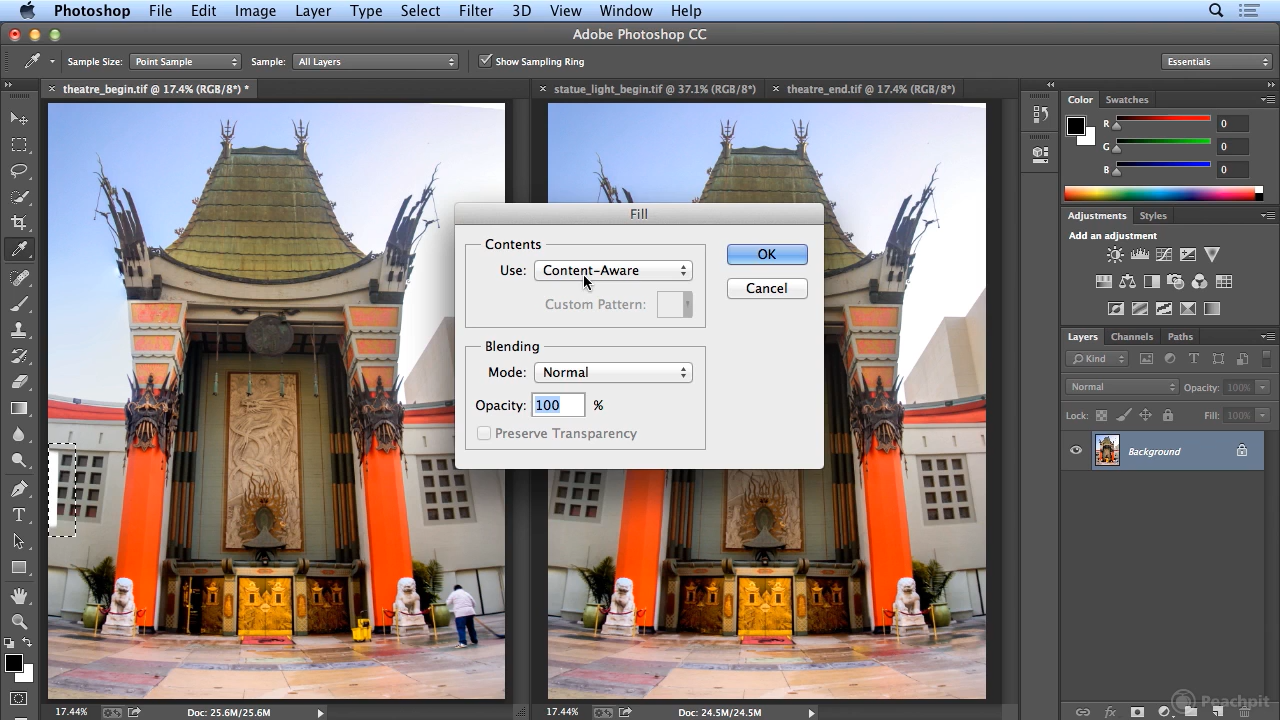 Photoshop File Edit Image Layer Type Select Filter 3D View Window Help
Adobe Photoshop CC
Sample Size: Point Sample Sample: All Layers Show Sampling Ring Essentials
× theatre_begin.tif @ 17.4% (RGB/8*) * × statue_light_begin.tif @ 37.1% (RGB/8*) × theatre_end.tif @ 17.4% (RGB/8*)
Fill
Contents
Use: Content-Aware
Custom Pattern:
OK
Cancel
Blending
Mode: Normal
Opacity: 100 %
Preserve Transparency
Color Swatches
R 0
G 0
B 0
Adjustments Styles
Add an adjustment
Layers Channels Paths
Kind
Normal Opacity: 100%
Lock: Fill: 100%
Background
17.44% Doc: 25.6M/25.6M
17.44% Doc: 24.5M/24.5M
Peachpit